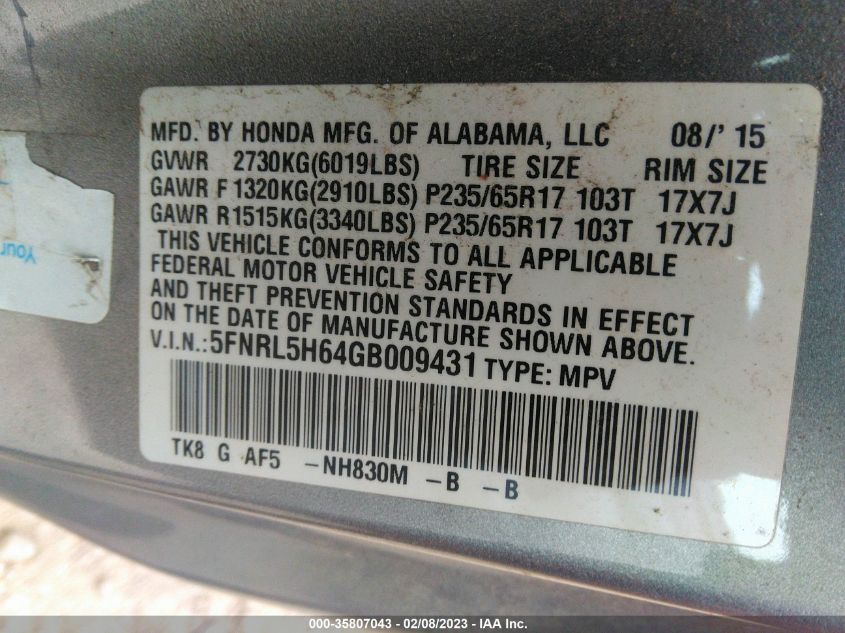 MFD. BY HONDA MFG. OF ALABAMA, LLC 08/' 15
GVWR 2730KG(6019LBS) TIRE SIZE RIM SIZE
GAWR F 1320KG(2910LBS) P235/65R17 103T 17X7J
GAWR R1515KG(3340LBS) P235/65R17 103T 17X7J
THIS VEHICLE CONFORMS TO ALL APPLICABLE
FEDERAL MOTOR VEHICLE SAFETY
AND THEFT PREVENTION STANDARDS IN EFFECT
ON THE DATE OF MANUFACTURE SHOWN ABOVE.
V.I.N.: 5FNRL5H64GB009431 TYPE: MPV
TK8 G AF5 -NH830M -B -B
Your
000-35807043 - 02/08/2023 - IAA Inc.